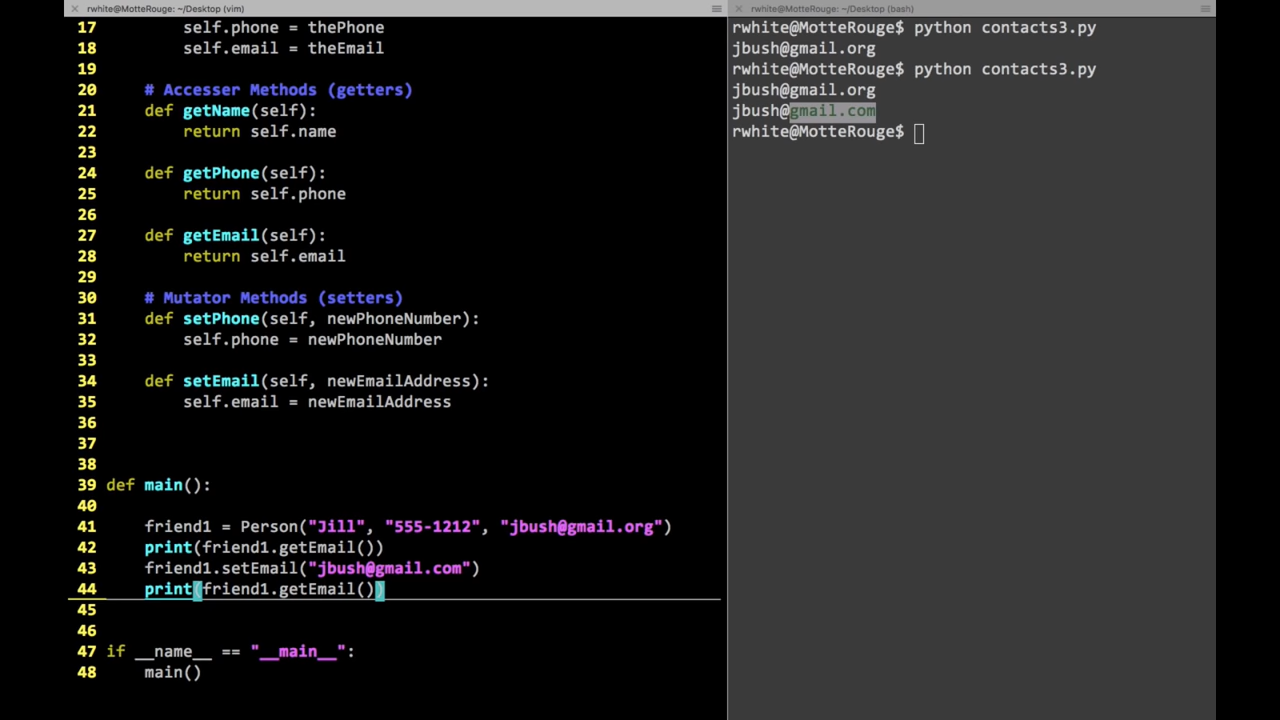 rwhite@MotteRouge: ~/Desktop (vim)
17 self.phone = thePhone
18 self.email = theEmail
19
20 # Accesser Methods (getters)
21 def getName(self):
22 return self.name
23
24 def getPhone(self):
25 return self.phone
26
27 def getEmail(self):
28 return self.email
29
30 # Mutator Methods (setters)
31 def setPhone(self, newPhoneNumber):
32 self.phone = newPhoneNumber
33
34 def setEmail(self, newEmailAddress):
35 self.email = newEmailAddress
36
37
38
39 def main():
40
41 friend1 = Person("Jill", "555-1212", "jbush@gmail.org")
42 print(friend1.getEmail())
43 friend1.setEmail("jbush@gmail.com")
44 print(friend1.getEmail())
45
46
47 if __name__ == "__main__":
48 main()
rwhite@MotteRouge: ~/Desktop (bash)
rwhite@MotteRouge$ python contacts3.py
jbush@gmail.org
rwhite@MotteRouge$ python contacts3.py
jbush@gmail.org
jbush@gmail.com
rwhite@MotteRouge$